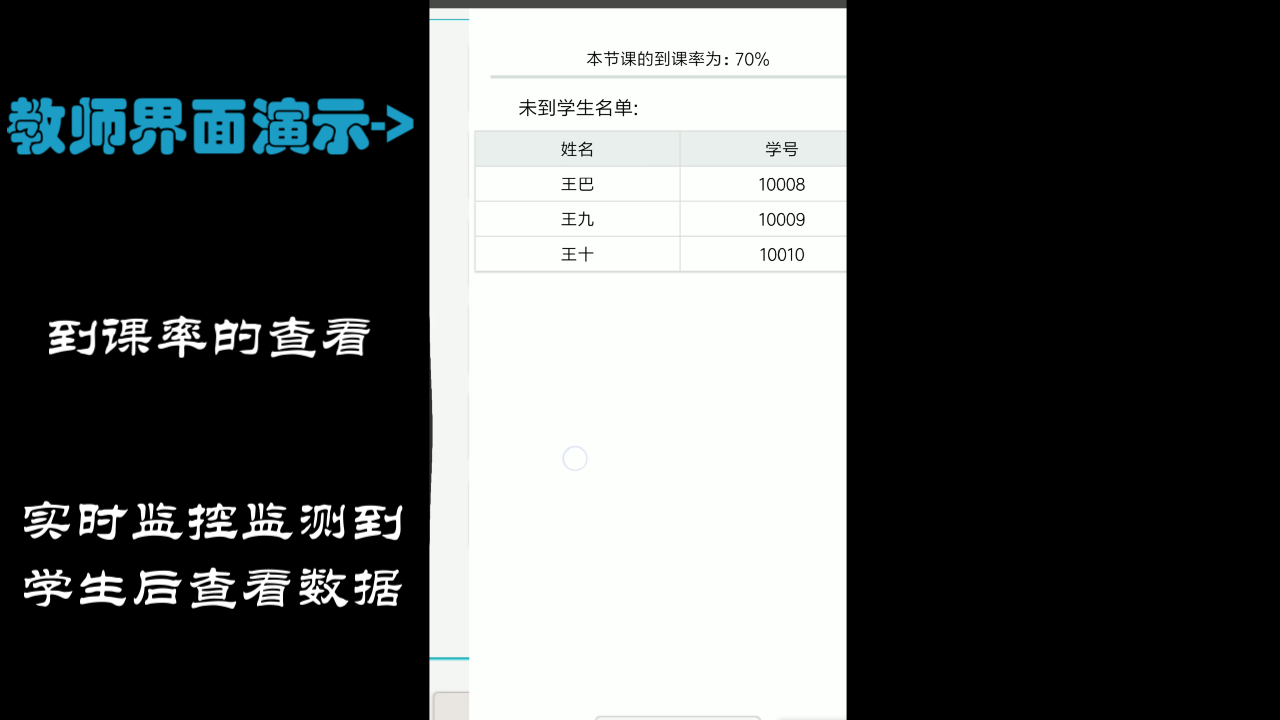 教师界面演示->
到课率的查看
实时监控监测到
学生后查看数据
本节课的到课率为: 70%
未到学生名单:
姓名 学号
王巴 10008
王九 10009
王十 10010